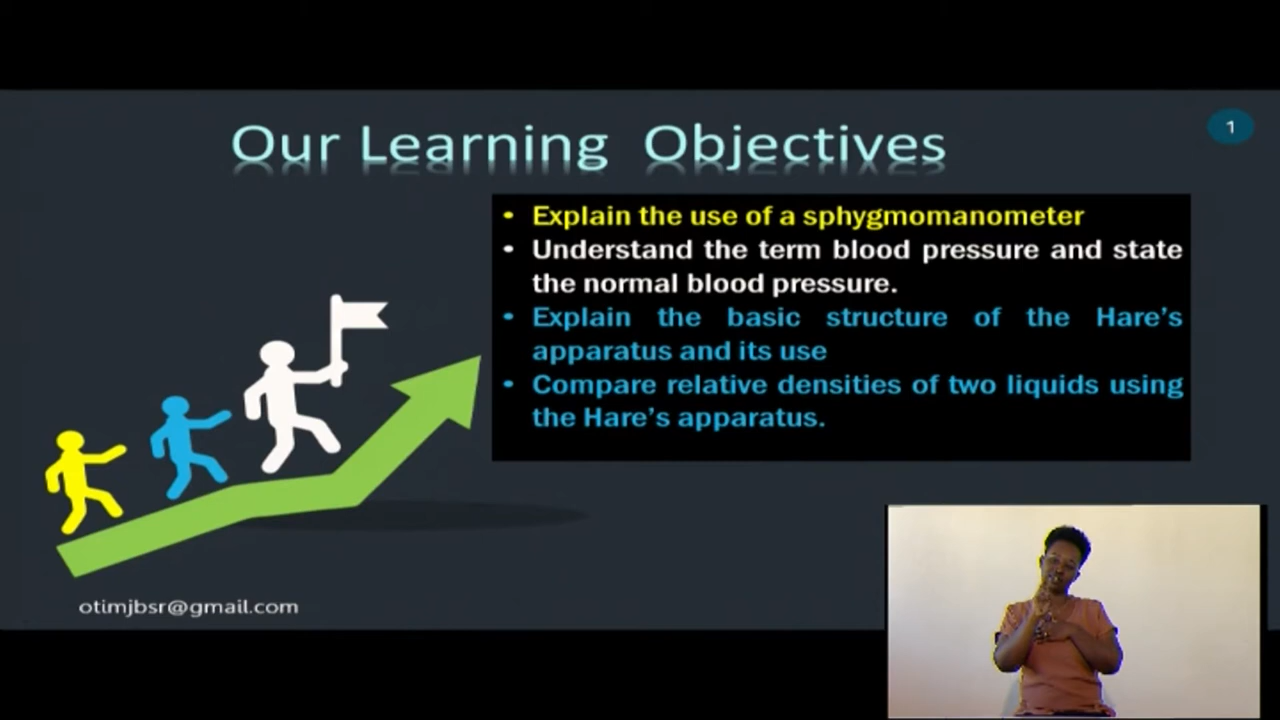 Our Learning Objectives
1
• Explain the use of a sphygmomanometer
• Understand the term blood pressure and state
the normal blood pressure.
• Explain the basic structure of the Hare's
apparatus and its use
• Compare relative densities of two liquids using
the Hare's apparatus.
otimjbsr@gmail.com